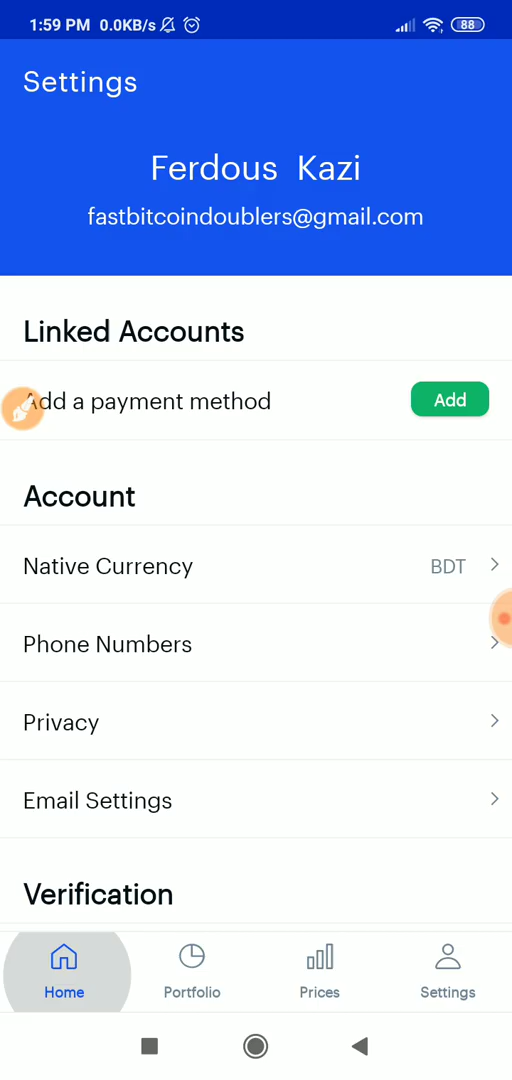 1:59 PM 0.0KB/s 88
Settings
Ferdous Kazi
fastbitcoindoublers@gmail.com
Linked Accounts
Add a payment method Add
Account
Native Currency BDT
Phone Numbers
Privacy
Email Settings
Verification
Home Portfolio Prices Settings